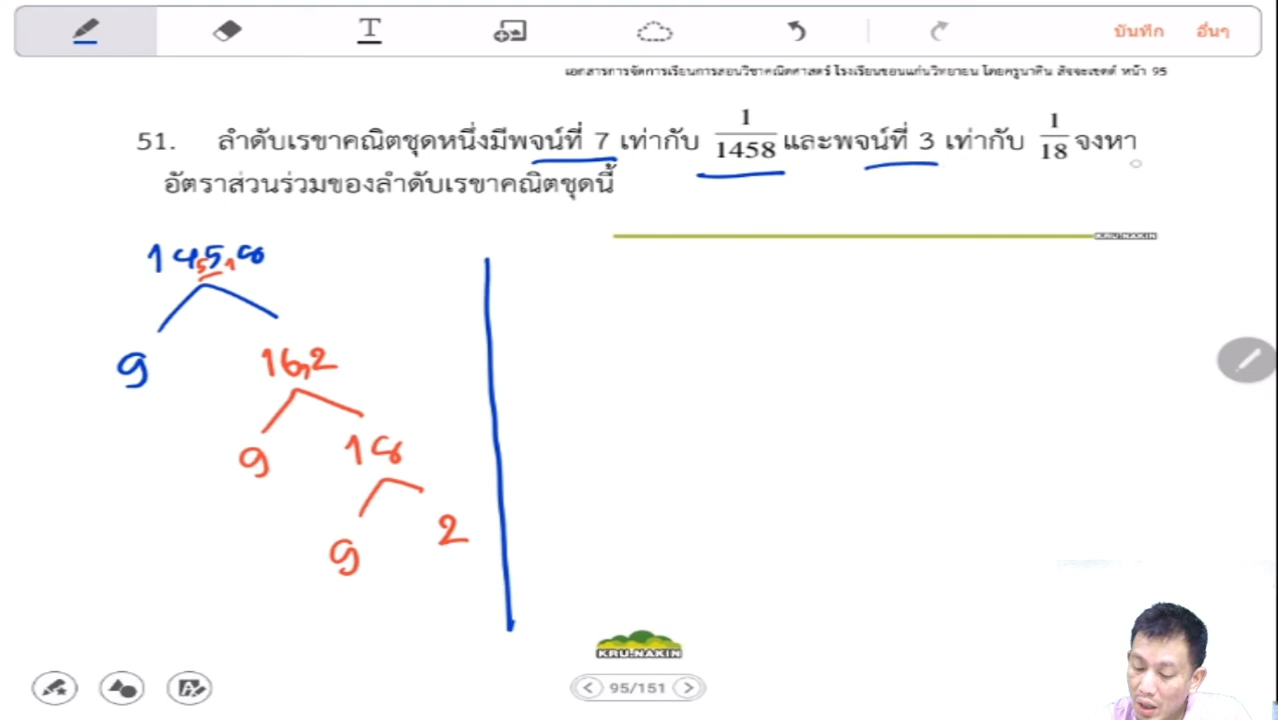 T บันทึก อื่นๆ
เอกสารการจัดการเรียนการสอนวิชาคณิตศาสตร์ โรงเรียนขอนแก่นวิทยายน โดยครูนาคิน สัจจะเขตต์ หน้า 95
51. ลำดับเรขาคณิตชุดหนึ่งมีพจน์ที่ 7 เท่ากับ 1/1458 และพจน์ที่ 3 เท่ากับ 1/18 จงหา
อัตราส่วนร่วมของลำดับเรขาคณิตชุดนี้
KRU.NAKIN
14558
9 162
9 18
9 2
KRU.NAKIN
95/151